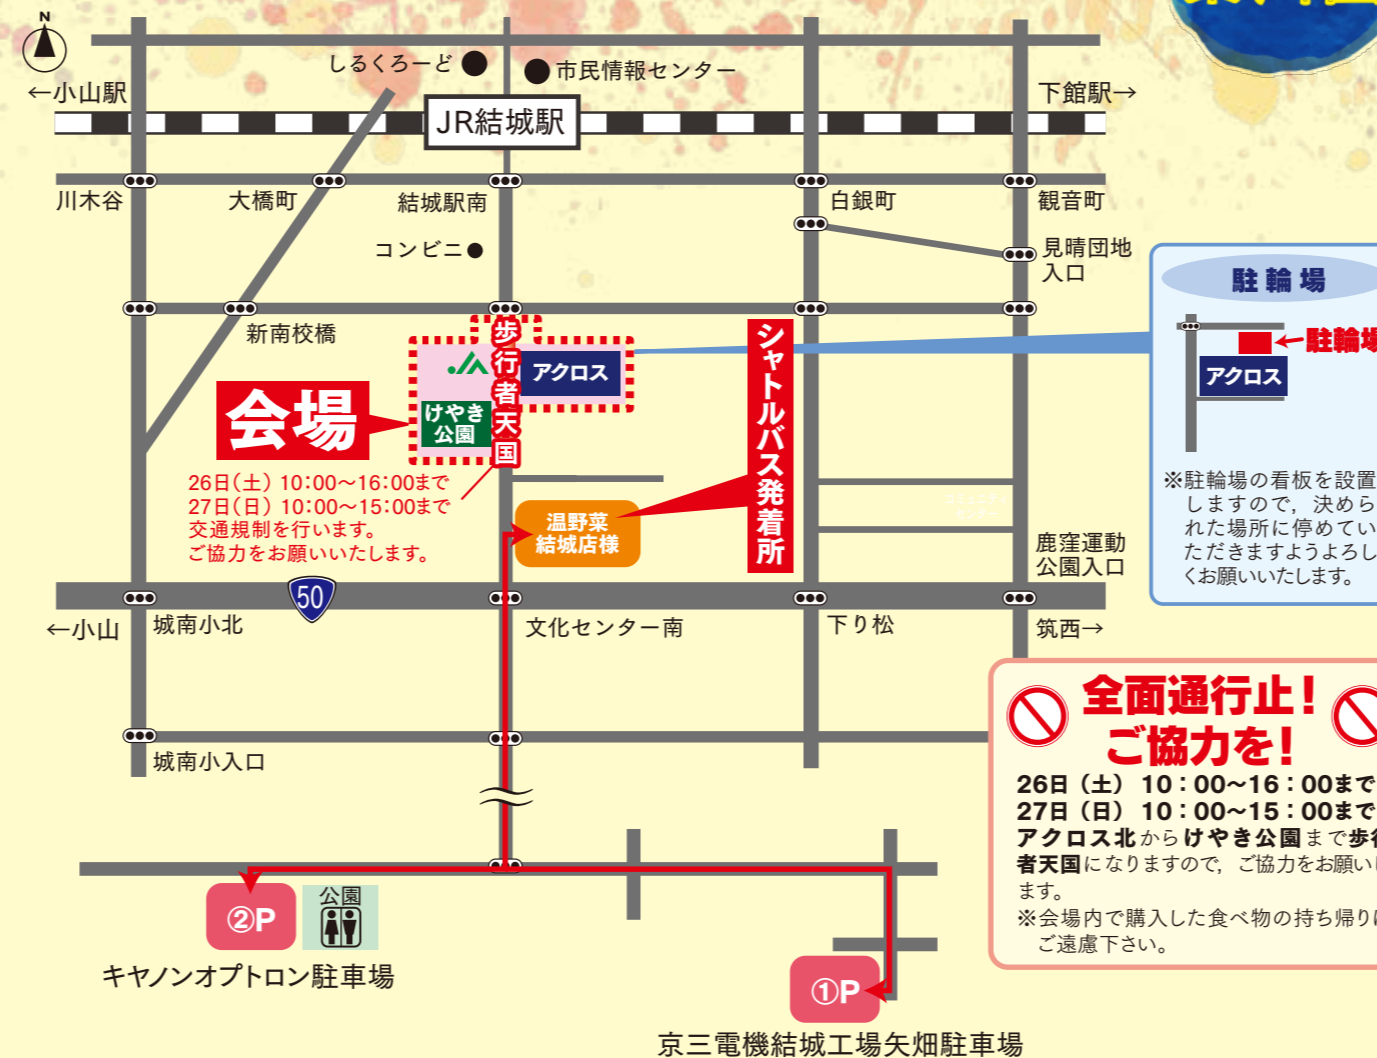 N
しるくろーど
市民情報センター
←小山駅
下館駅→
JR結城駅
川木谷
大橋町
結城駅南
白銀町
観音町
コンビニ
見晴団地
入口
新南校橋
歩行者天国
JA
アクロス
けやき
公園
会場
26日(土) 10:00〜16:00まで
27日(日) 10:00〜15:00まで
交通規制を行います。
ご協力をお願いいたします。
シャトルバス発着所
温野菜
結城店様
コミュニティ
センター
鹿窪運動
公園入口
50
←小山
城南小北
文化センター南
下り松
筑西→
城南小入口
②P
公園
キヤノンオプトロン駐車場
①P
京三電機結城工場矢畑駐車場
駐輪場
駐輪場
アクロス
※駐輪場の看板を設置
しますので，決めら
れた場所に停めてい
ただきますようよろし
くお願いいたします。
全面通行止！
ご協力を！
26日（土）10：00〜16：00まで
27日（日）10：00〜15：00まで
アクロス北からけやき公園まで歩行
者天国になりますので，ご協力をお願いし
ます。
※会場内で購入した食べ物の持ち帰りは
ご遠慮下さい。